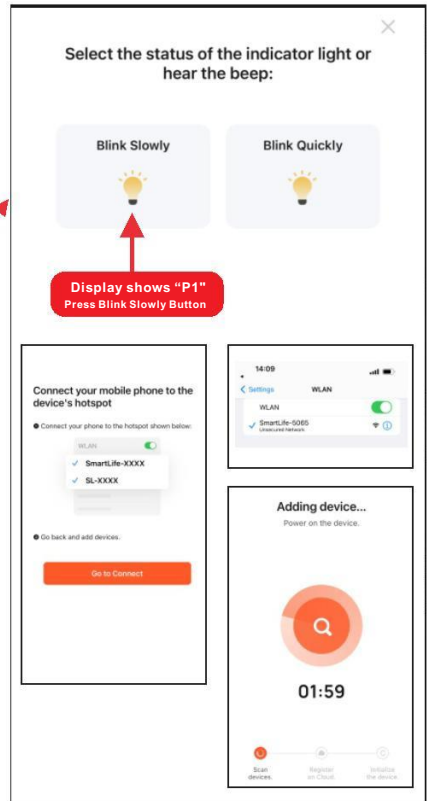 Select the status of the indicator light or
hear the beep:
Blink Slowly
Blink Quickly
Display shows “P1"
Press Blink Slowly Button
Connect your mobile phone to the
device's hotspot
Connect your phone to the hotspot shown below:
WLAN
SmartLife-XXXX
SL-XXXX
Go back and add devices.
Go to Connect
14:09
Settings
WLAN
WLAN
SmartLife-5065
Unsecured Network
Adding device...
Power on the device.
01:59
Scan
devices.
Register
on Cloud.
Initialize
the device.